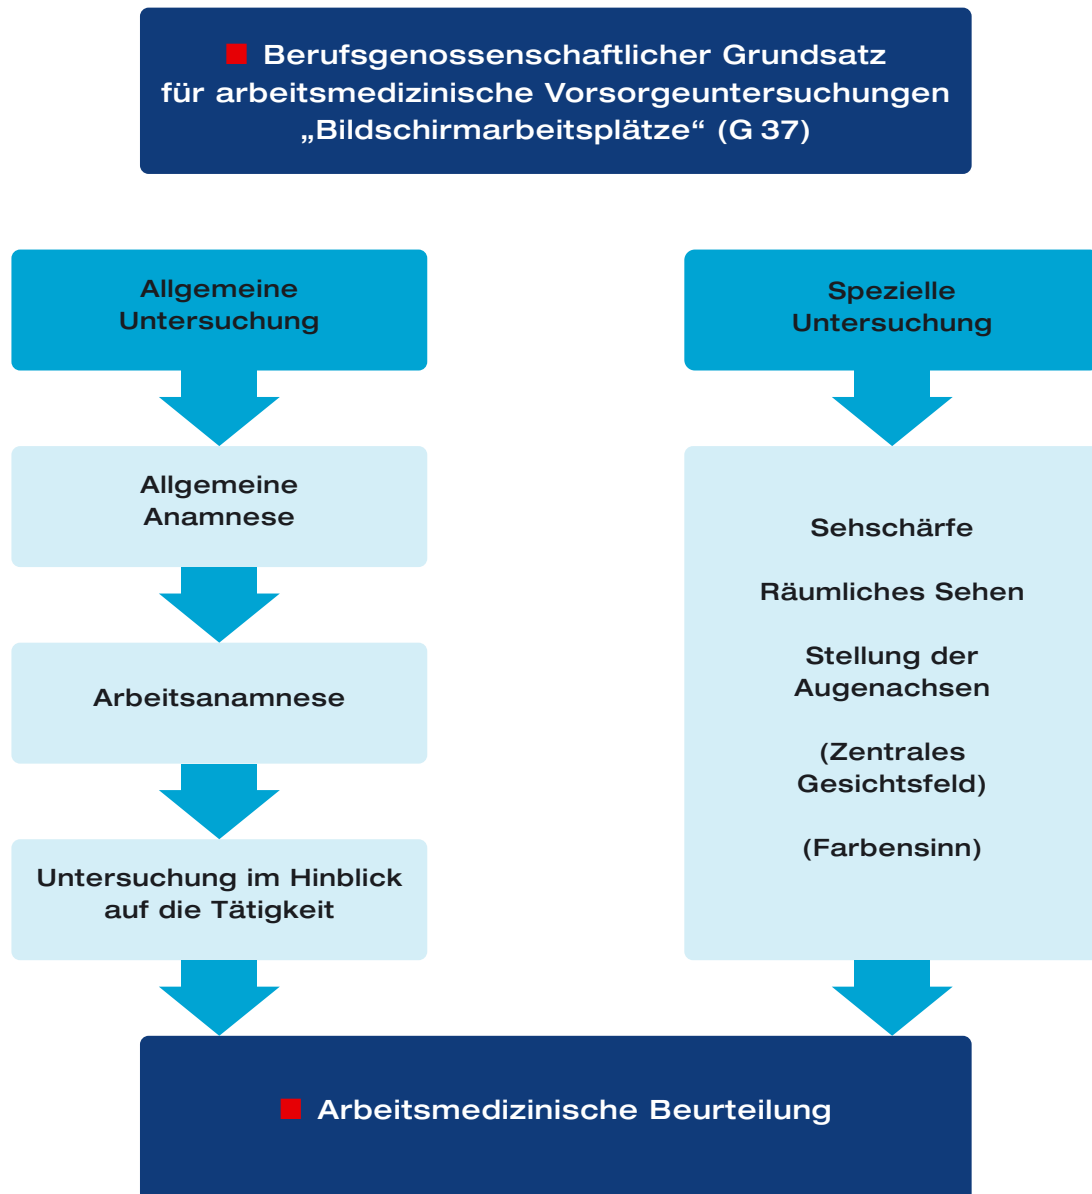 Berufsgenossenschaftlicher Grundsatz
für arbeitsmedizinische Vorsorgeuntersuchungen
„Bildschirmarbeitsplätze“ (G 37)
Allgemeine
Untersuchung
Allgemeine
Anamnese
Arbeitsanamnese
Untersuchung im Hinblick
auf die Tätigkeit
Spezielle
Untersuchung
Sehschärfe
Räumliches Sehen
Stellung der
Augenachsen
(Zentrales
Gesichtsfeld)
(Farbensinn)
Arbeitsmedizinische Beurteilung